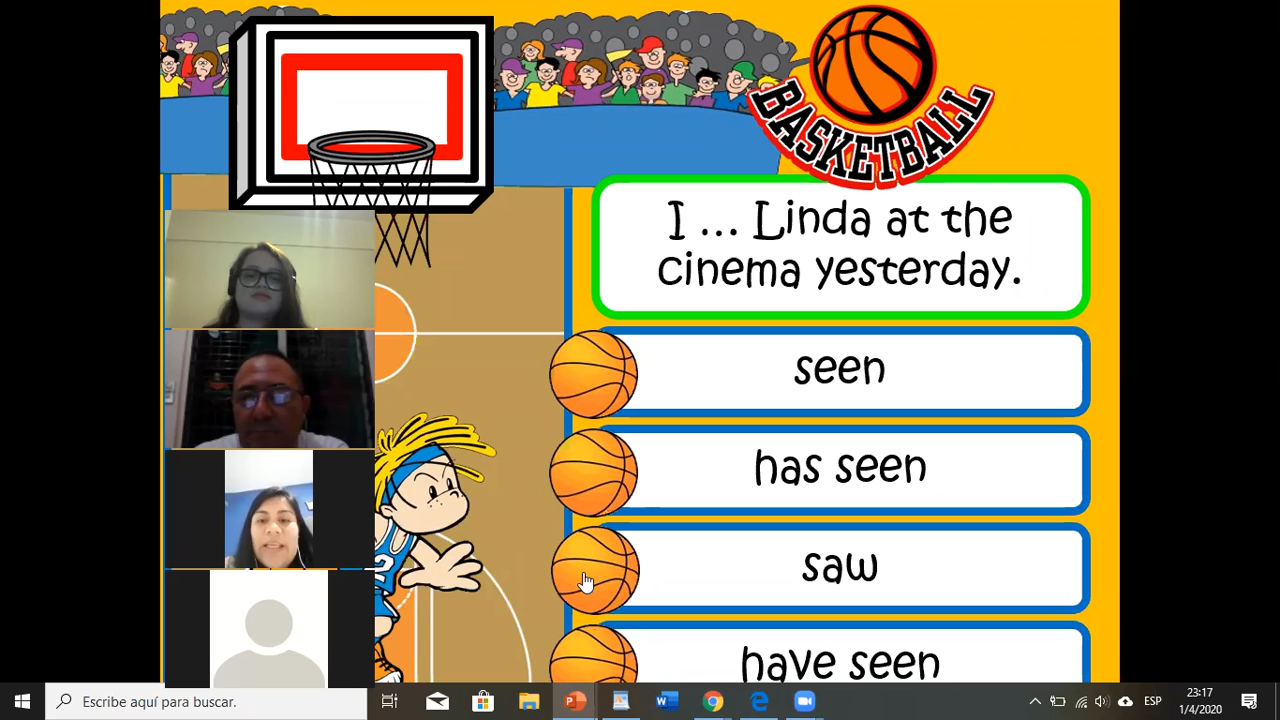 BASKETBALL
I ... Linda at the
cinema yesterday.
seen
has seen
saw
have seen
2
Escribe aquí para buscar.
ESP
23:17
1/4/2020